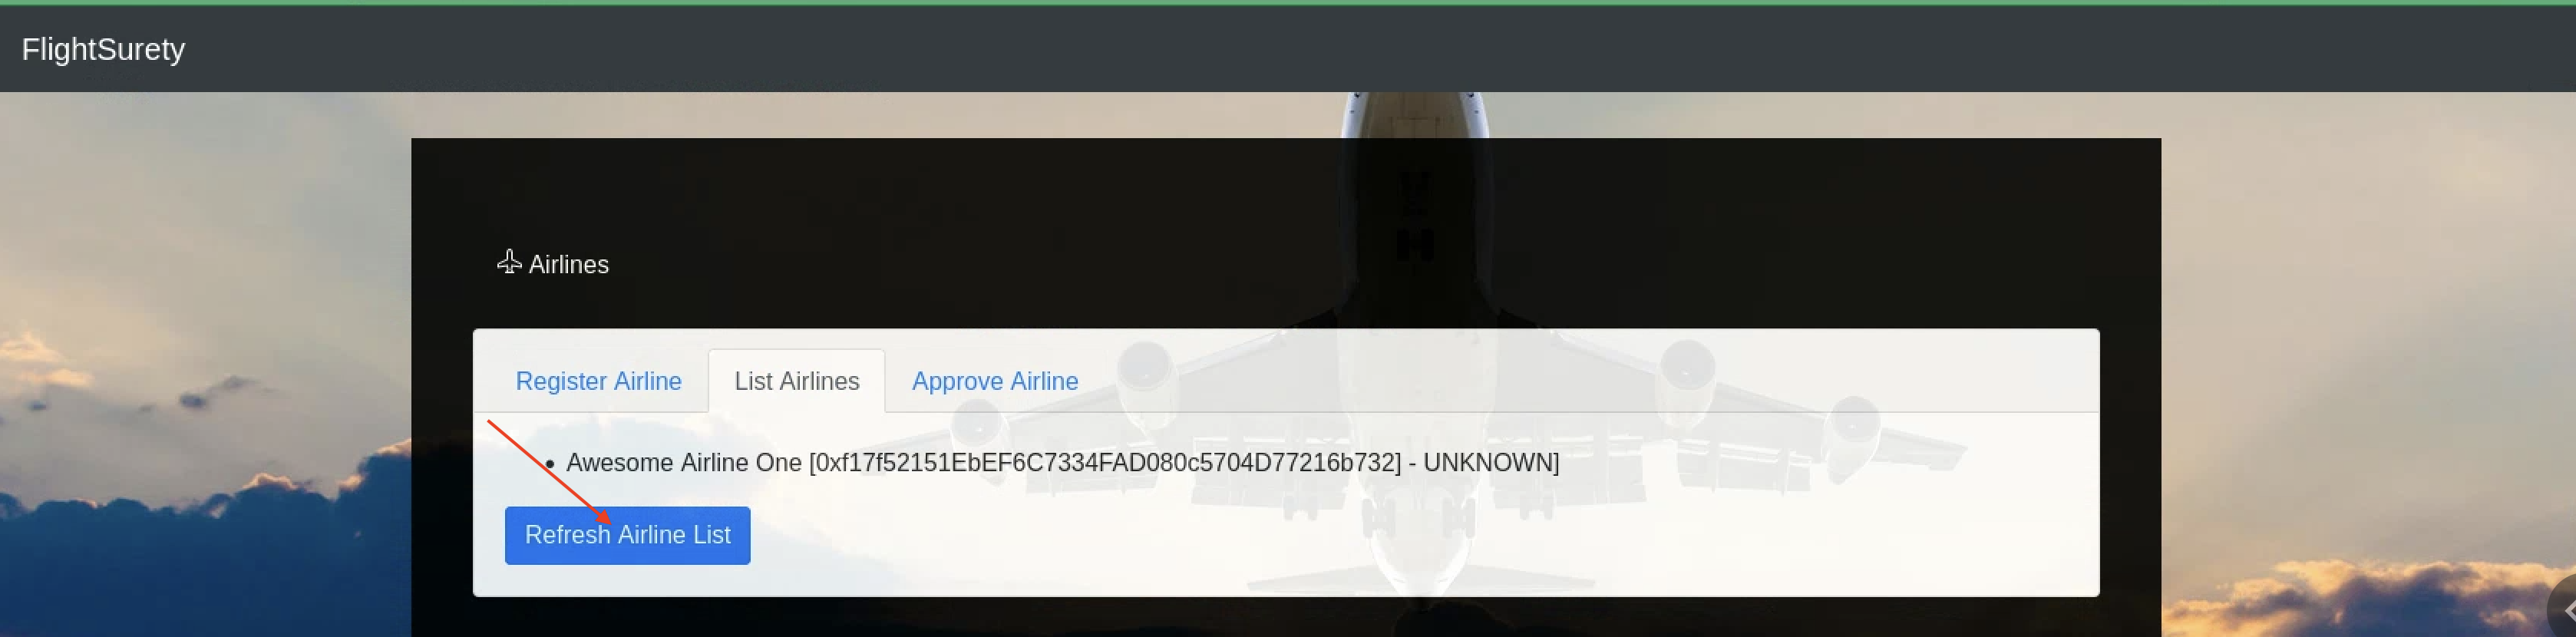 FlightSurety
Airlines
Register Airline List Airlines Approve Airline
Awesome Airline One [0xf17f52151EbEF6C7334FAD080c5704D77216b732] - UNKNOWN]
Refresh Airline List